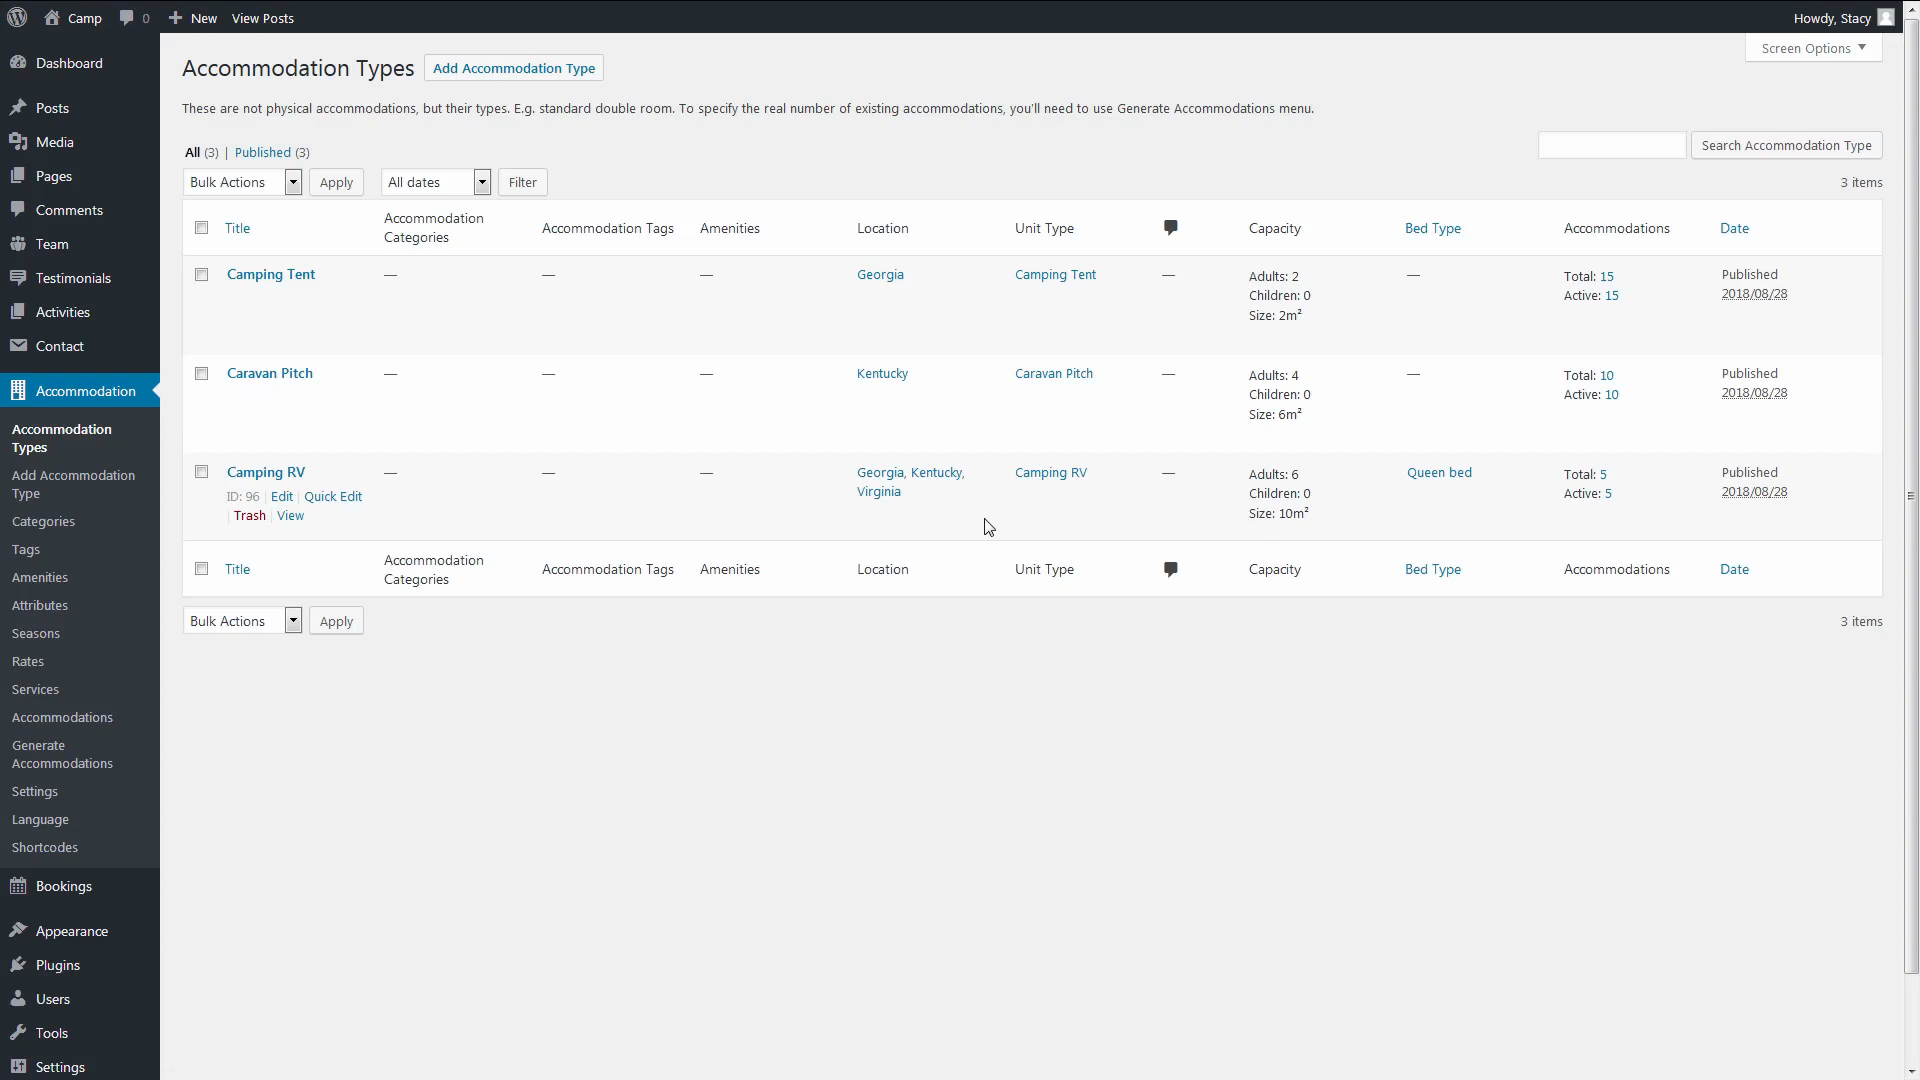 Camp 0 New View Posts Howdy, Stacy
Screen Options
Dashboard
Posts
Media
Pages
Comments
Team
Testimonials
Activities
Contact
Accommodation
Accommodation
Types
Add Accommodation
Type
Categories
Tags
Amenities
Attributes
Seasons
Rates
Services
Accommodations
Generate
Accommodations
Settings
Language
Shortcodes
Bookings
Appearance
Plugins
Users
Tools
Settings
Accommodation Types Add Accommodation Type
These are not physical accommodations, but their types. E.g. standard double room. To specify the real number of existing accommodations, you'll need to use Generate Accommodations menu.
All (3) | Published (3)
Search Accommodation Type
Bulk Actions Apply All dates Filter 3 items
Title Accommodation Categories Accommodation Tags Amenities Location Unit Type Capacity Bed Type Accommodations Date
Camping Tent — — — Georgia Camping Tent — Adults: 2 — Total: 15 Published
Children: 0 Active: 15 2018/08/28
Size: 2m²
Caravan Pitch — — — Kentucky Caravan Pitch — Adults: 4 — Total: 10 Published
Children: 0 Active: 10 2018/08/28
Size: 6m²
Camping RV — — — Georgia, Kentucky, Camping RV — Adults: 6 Queen bed Total: 5 Published
ID: 96 | Edit | Quick Edit Virginia Children: 0 Active: 5 2018/08/28
| Trash | View Size: 10m²
Title Accommodation Categories Accommodation Tags Amenities Location Unit Type Capacity Bed Type Accommodations Date
Bulk Actions Apply 3 items